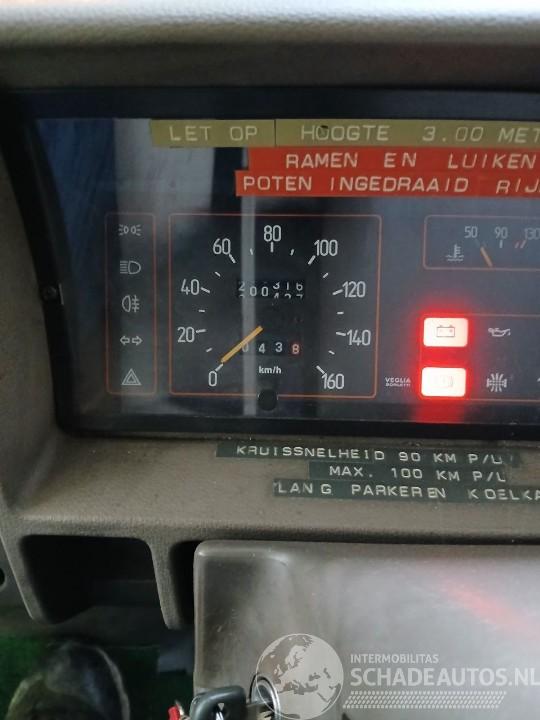 LET OP HOOGTE 3.00 MET
RAMEN EN LUIKEN
POTEN INGEDRAAID RIJ
50 90 130
0 20 40 60 80 100 120 140 160
0438
km/h
VEGLIA
BORLETTI
KRUISSNELHEID 90 KM P/U
MAX. 100 KM P/U
LANG PARKEREN KOELKA
INTERMOBILITAS
SCHADEAUTOS.NL